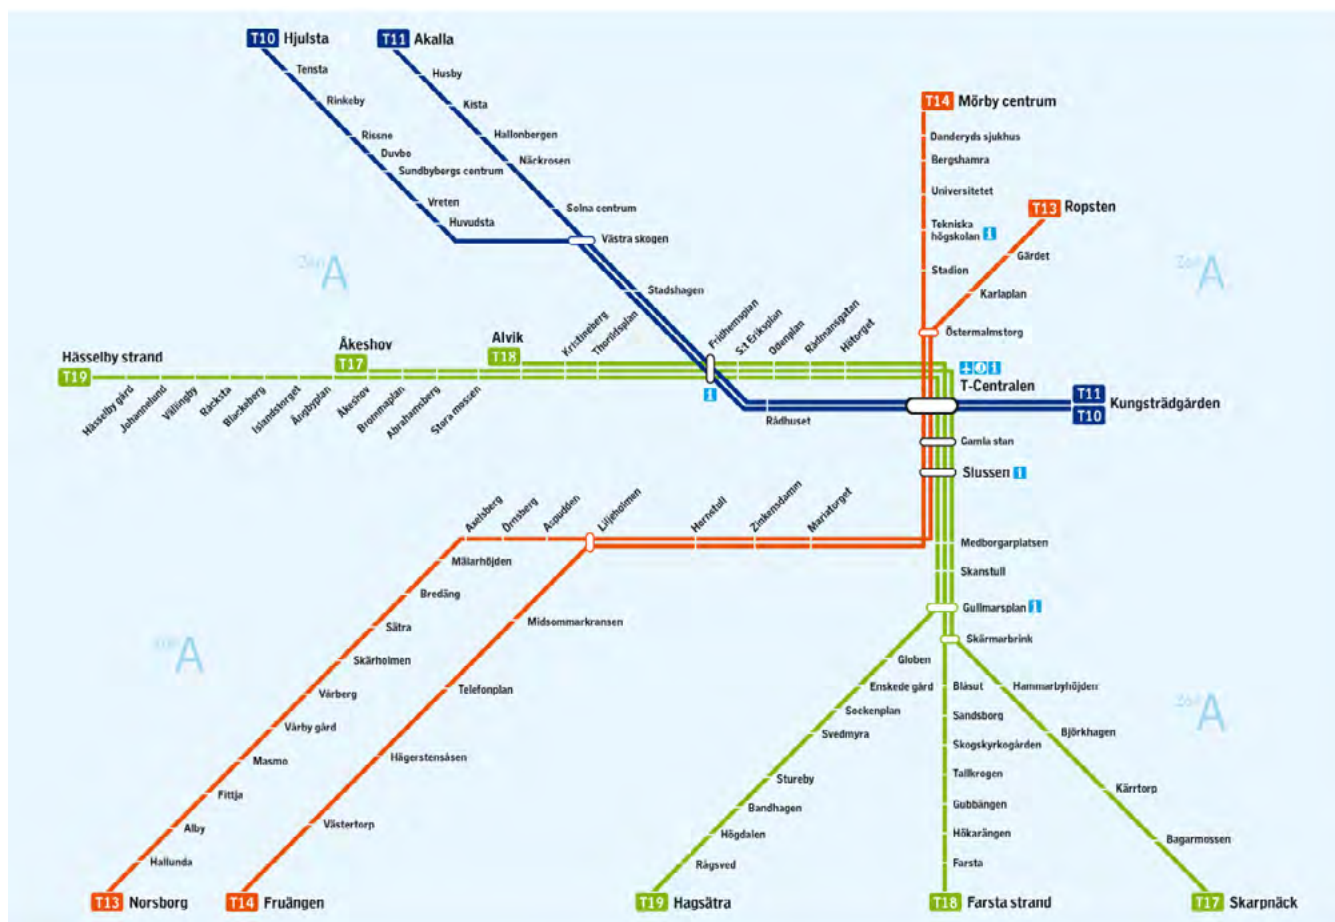 T10 Hjulsta
T11 Akalla
Tensta
Husby
Rinkeby
Kista
T14 Mörby centrum
Rissne
Hallonbergen
Danderyds sjukhus
Duvbo
Näckrosen
Bergshamra
Sundbybergs centrum
Universitetet
Vreten
Solna centrum
T13 Ropsten
Huvudsta
Västra skogen
Tekniska
högskolan i
Gärdet
Zon A
Zon A
Stadion
Stadshagen
Karlaplan
Östermalmstorg
Kristineberg
Thorildsplan
Fridhemsplan
S:t Eriksplan
Odenplan
Rådmansgatan
Hötorget
Alvik
T18
Åkeshov
T17
Hässelby strand
T19
i
T-Centralen
i
T11
T10
Kungsträdgården
Hässelby gård
Johannelund
Vällingby
Råcksta
Blackeberg
Islandstorget
Ängbyplan
Åkeshov
Brommaplan
Abrahamsberg
Stora mossen
Rådhuset
Gamla stan
Slussen i
Axelsberg
Örnsberg
Aspudden
Liljeholmen
Hornstull
Zinkensdamm
Mariatorget
Medborgarplatsen
Mälarhöjden
Skanstull
Bredäng
Gullmarsplan i
Midsommarkransen
Sätra
Skärmarbrink
Zon A
Skärholmen
Globen
Telefonplan
Enskede gård
Blåsut
Hammarbyhöjden
Vårberg
Sockenplan
Sandsborg
Zon A
Vårby gård
Svedmyra
Björkhagen
Skogskyrkogården
Hägerstensåsen
Masmo
Stureby
Tallkrogen
Kärrtorp
Fittja
Bandhagen
Gubbängen
Västertorp
Alby
Högdalen
Hökarängen
Bagarmossen
Hallunda
Rågsved
Farsta
T13 Norsborg
T14 Fruängen
T19 Hagsätra
T18 Farsta strand
T17 Skarpnäck